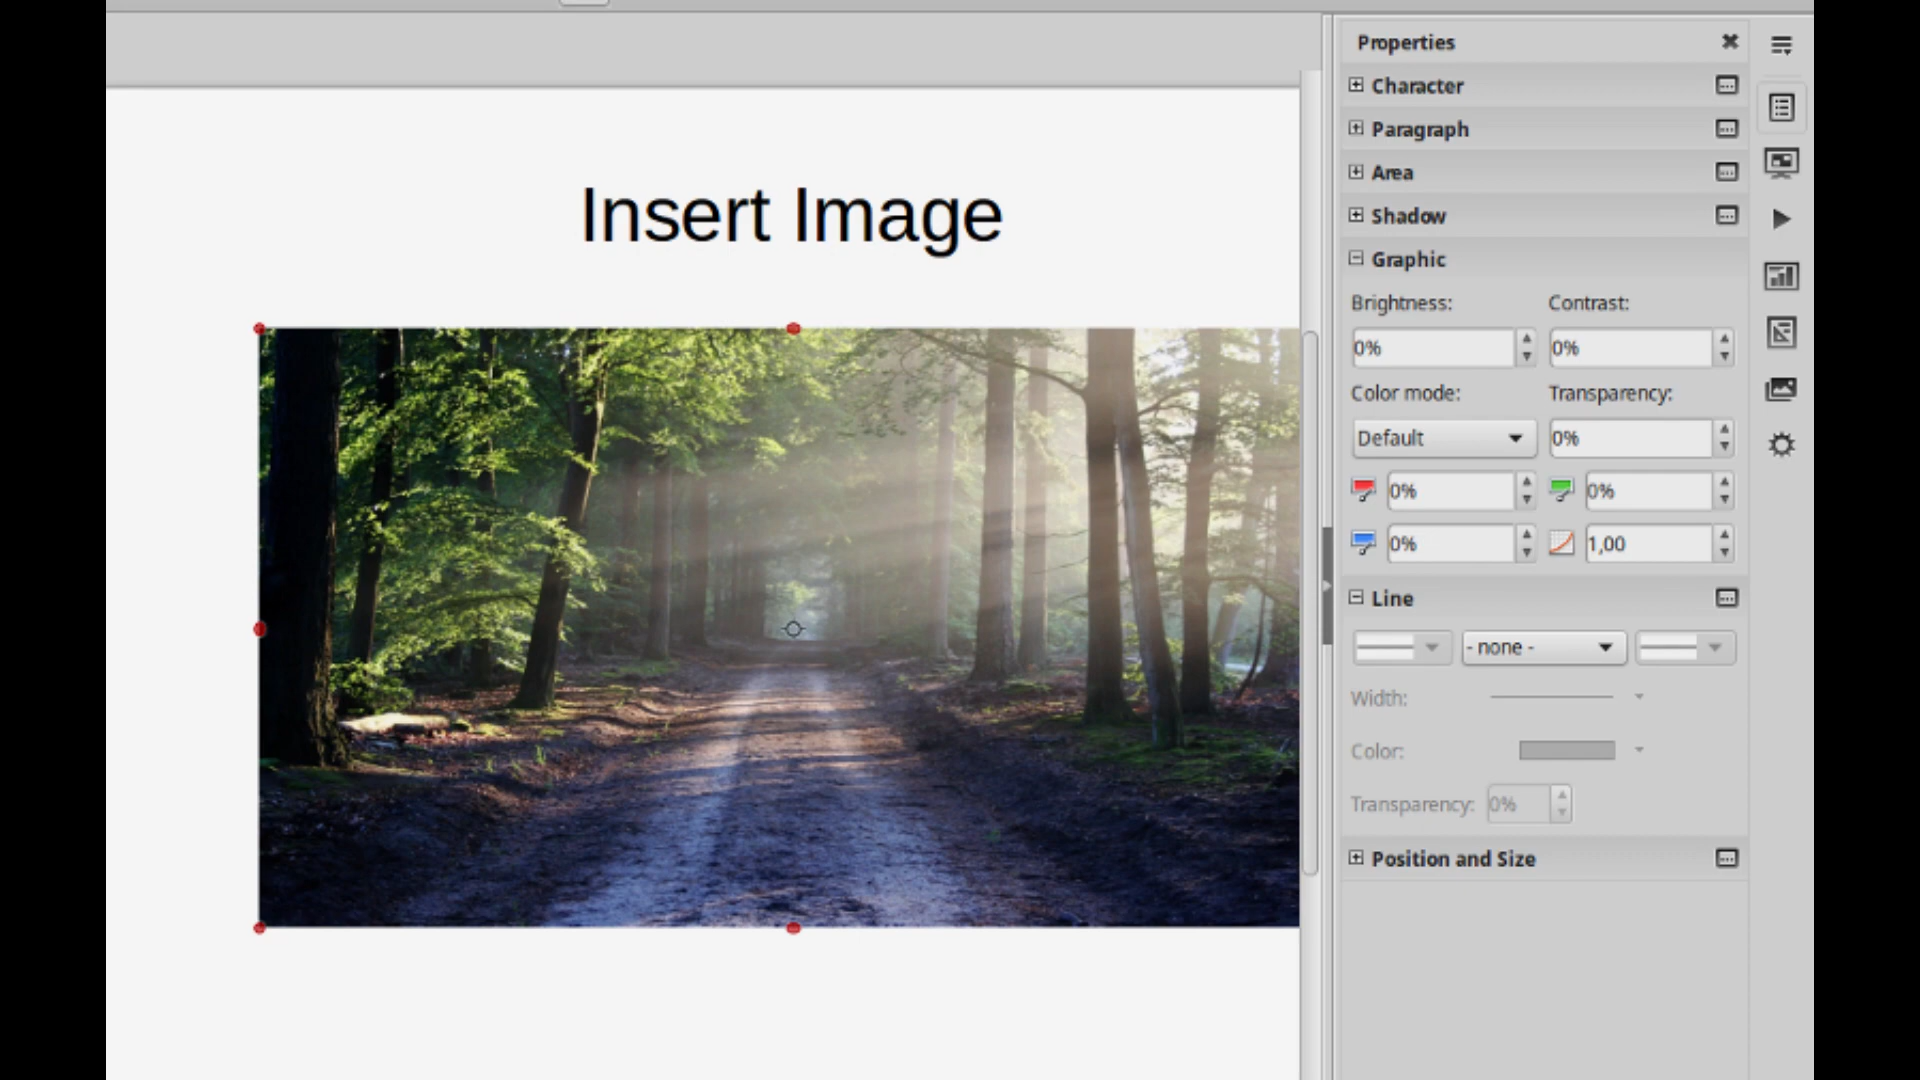 Properties
Character
Paragraph
Area
Shadow
Insert Image
Graphic
Brightness: Contrast:
0% 0%
Color mode: Transparency:
Default 0%
0% 0%
0% 1,00
Line
- none -
Width:
Color:
Transparency: 0%
Position and Size